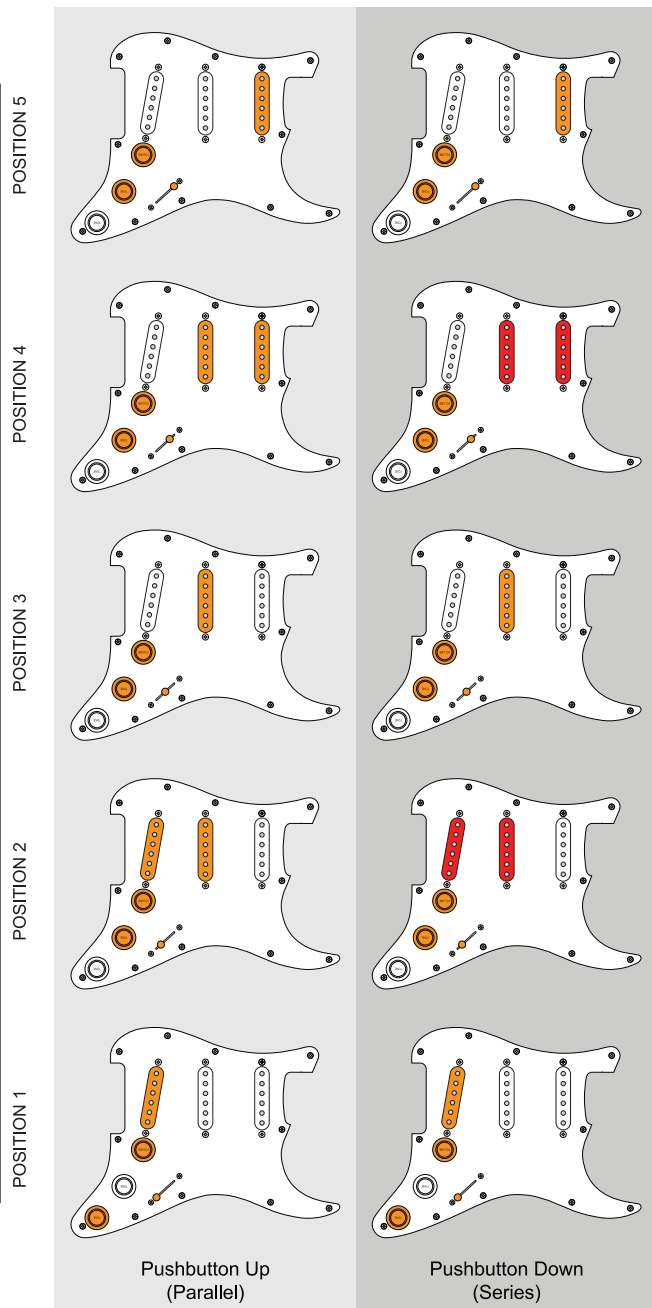 POSITION 5
POSITION 4
POSITION 3
POSITION 2
POSITION 1
Pushbutton Up
(Parallel)
Pushbutton Down
(Series)